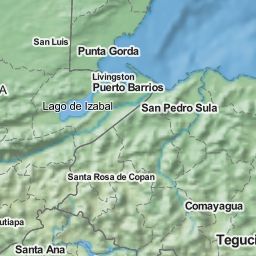 San Luis
Punta Gorda
A
Livingston
Puerto Barrios
Lago de Izabal
San Pedro Sula
Santa Rosa de Copan
Comayagua
utiapa
Teguci
Santa Ana